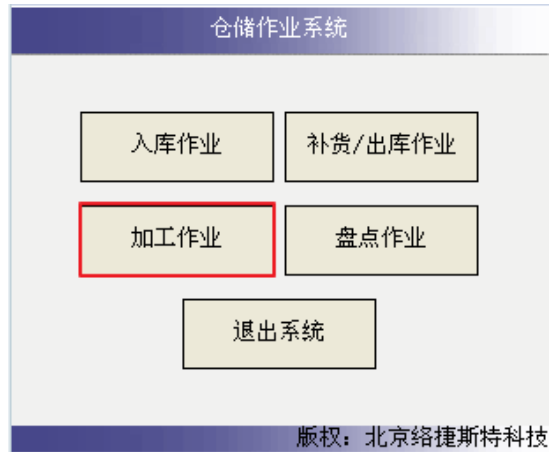 仓储作业系统
入库作业
补货/出库作业
加工作业
盘点作业
退出系统
版权：北京络捷斯特科技